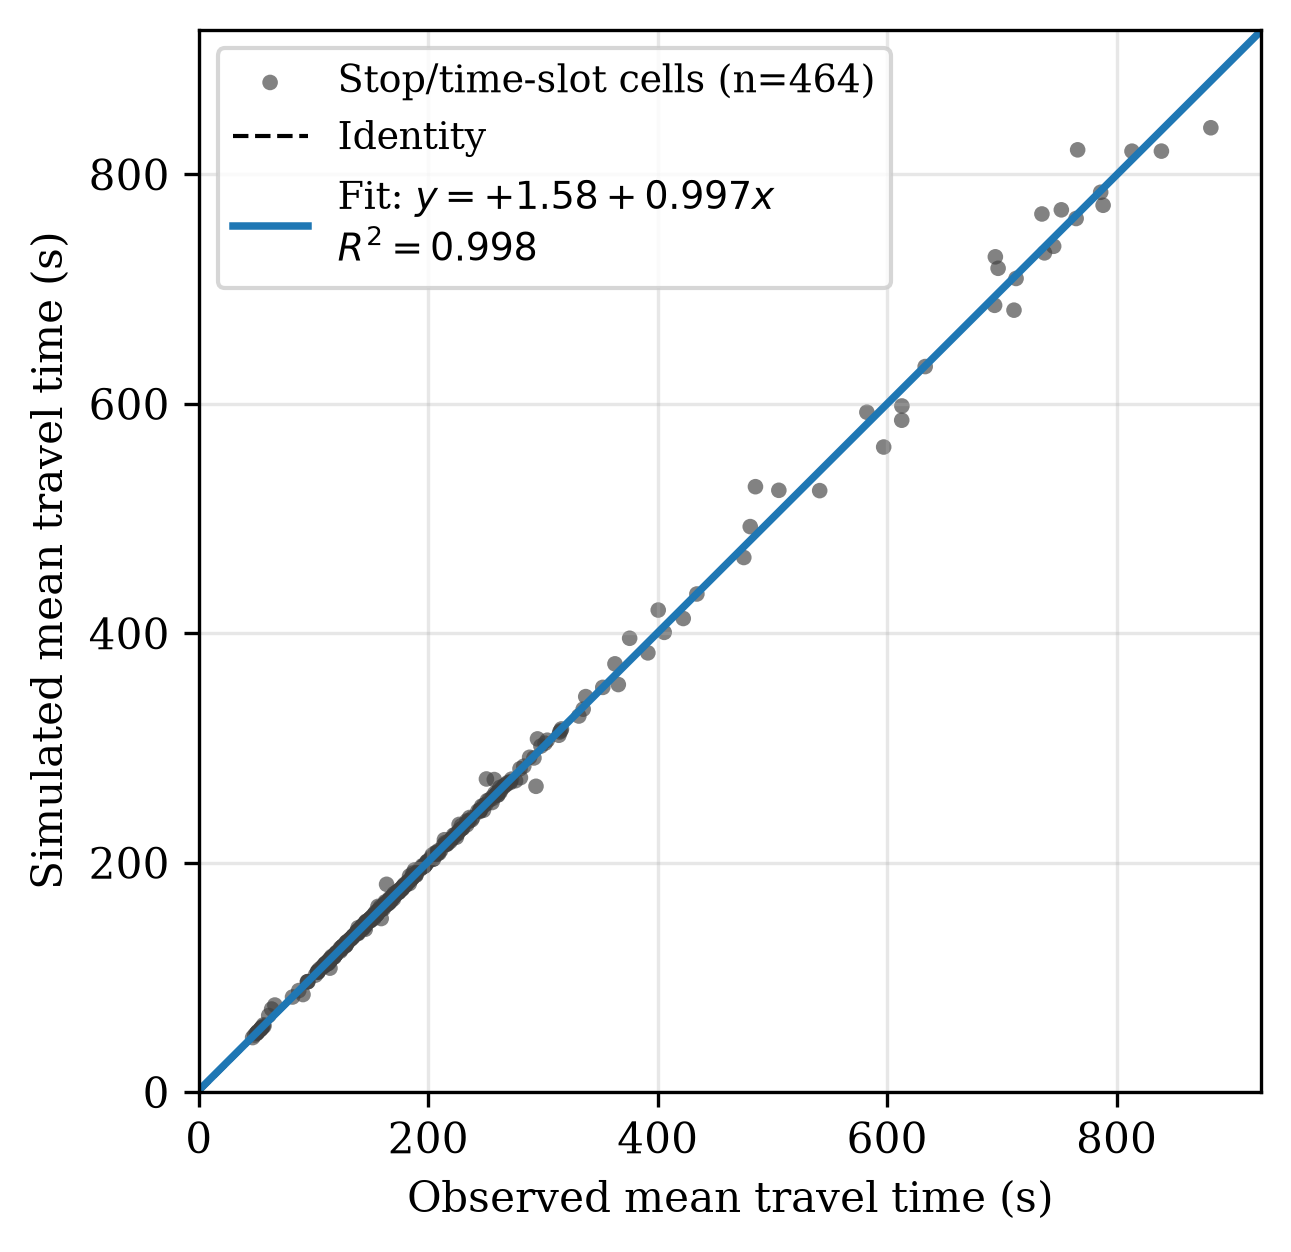 Stop/time-slot cells (n=464)
Identity
Fit: y = +1.58 + 0.997x
R² = 0.998
800
600
400
200
0
0 200 400 600 800
Simulated mean travel time (s)
Observed mean travel time (s)